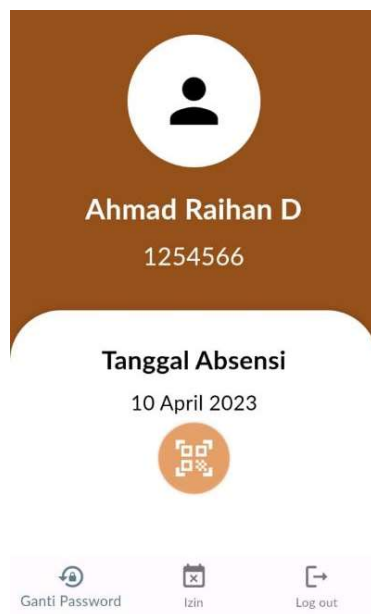 Ahmad Raihan D
1254566
Tanggal Absensi
10 April 2023
Ganti Password
Izin
Log out